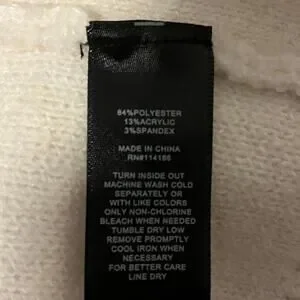 84%POLYESTER
13%ACRYLIC
3%SPANDEX
MADE IN CHINA
RN#114186
TURN INSIDE OUT
MACHINE WASH COLD
SEPARATELY OR
WITH LIKE COLORS
ONLY NON-CHLORINE
BLEACH WHEN NEEDED
TUMBLE DRY LOW
REMOVE PROMPTLY
COOL IRON WHEN
NECESSARY
FOR BETTER CARE
LINE DRY